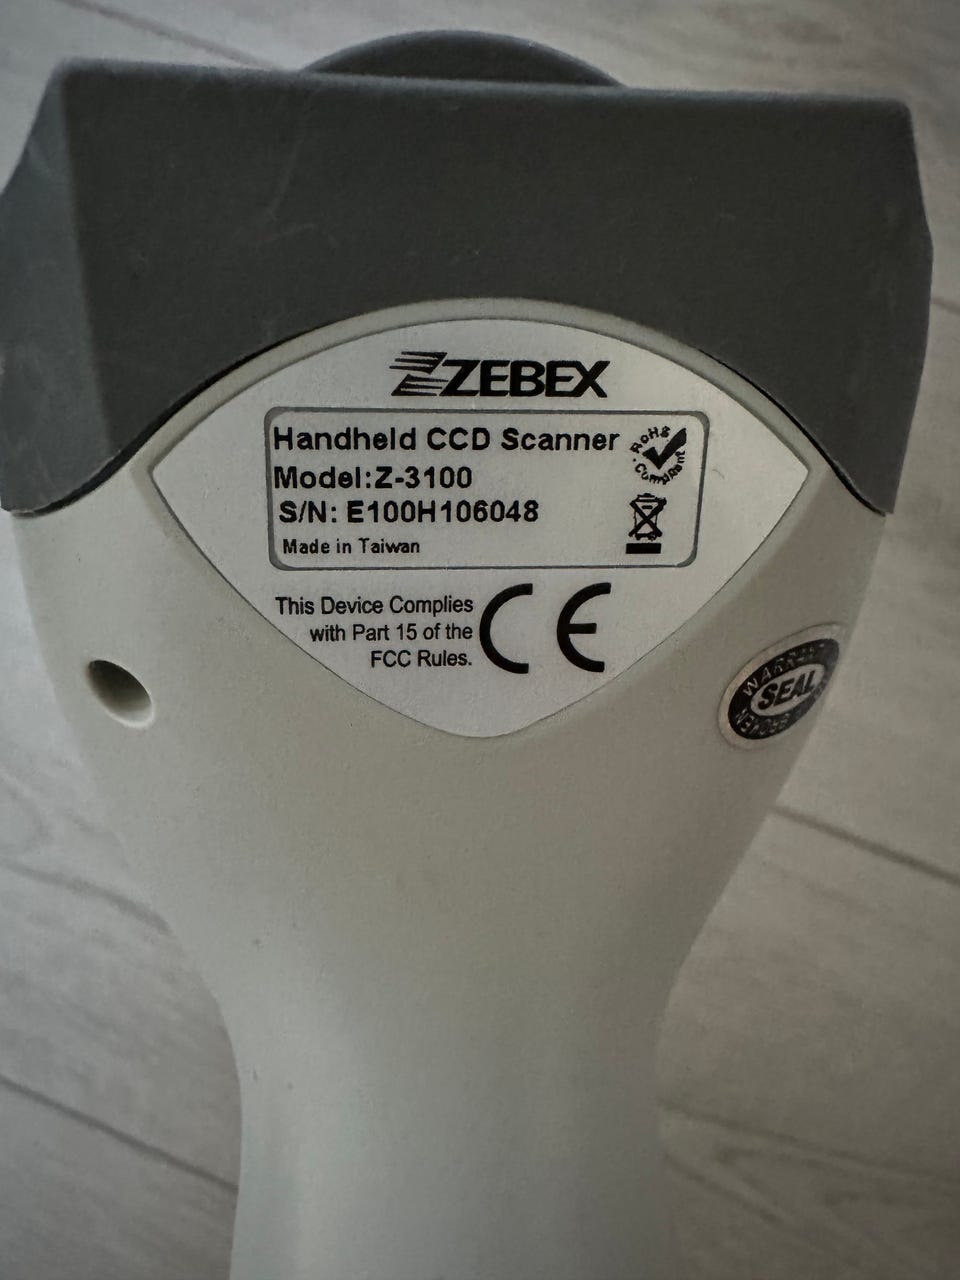 ZEBEX
Handheld CCD Scanner
Model:Z-3100
S/N: E100H106048
Made in Taiwan
RoHS
Compliant
This Device Complies
with Part 15 of the
FCC Rules.
CE
SEAL